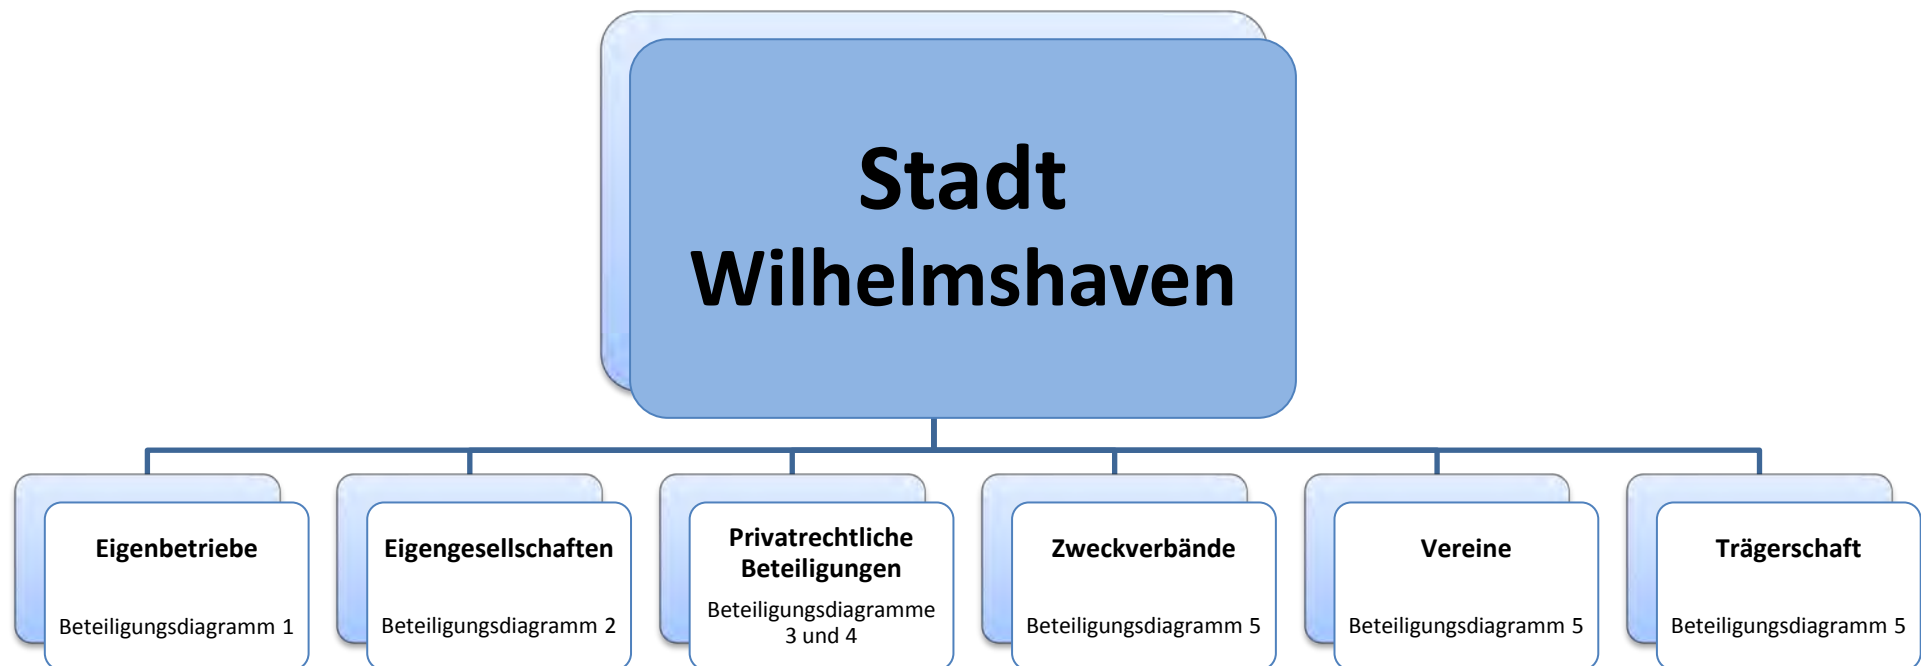 Stadt
Wilhelmshaven
Eigenbetriebe
Beteiligungsdiagramm 1
Eigengesellschaften
Beteiligungsdiagramm 2
Privatrechtliche
Beteiligungen
Beteiligungsdiagramme
3 und 4
Zweckverbände
Beteiligungsdiagramm 5
Vereine
Beteiligungsdiagramm 5
Trägerschaft
Beteiligungsdiagramm 5